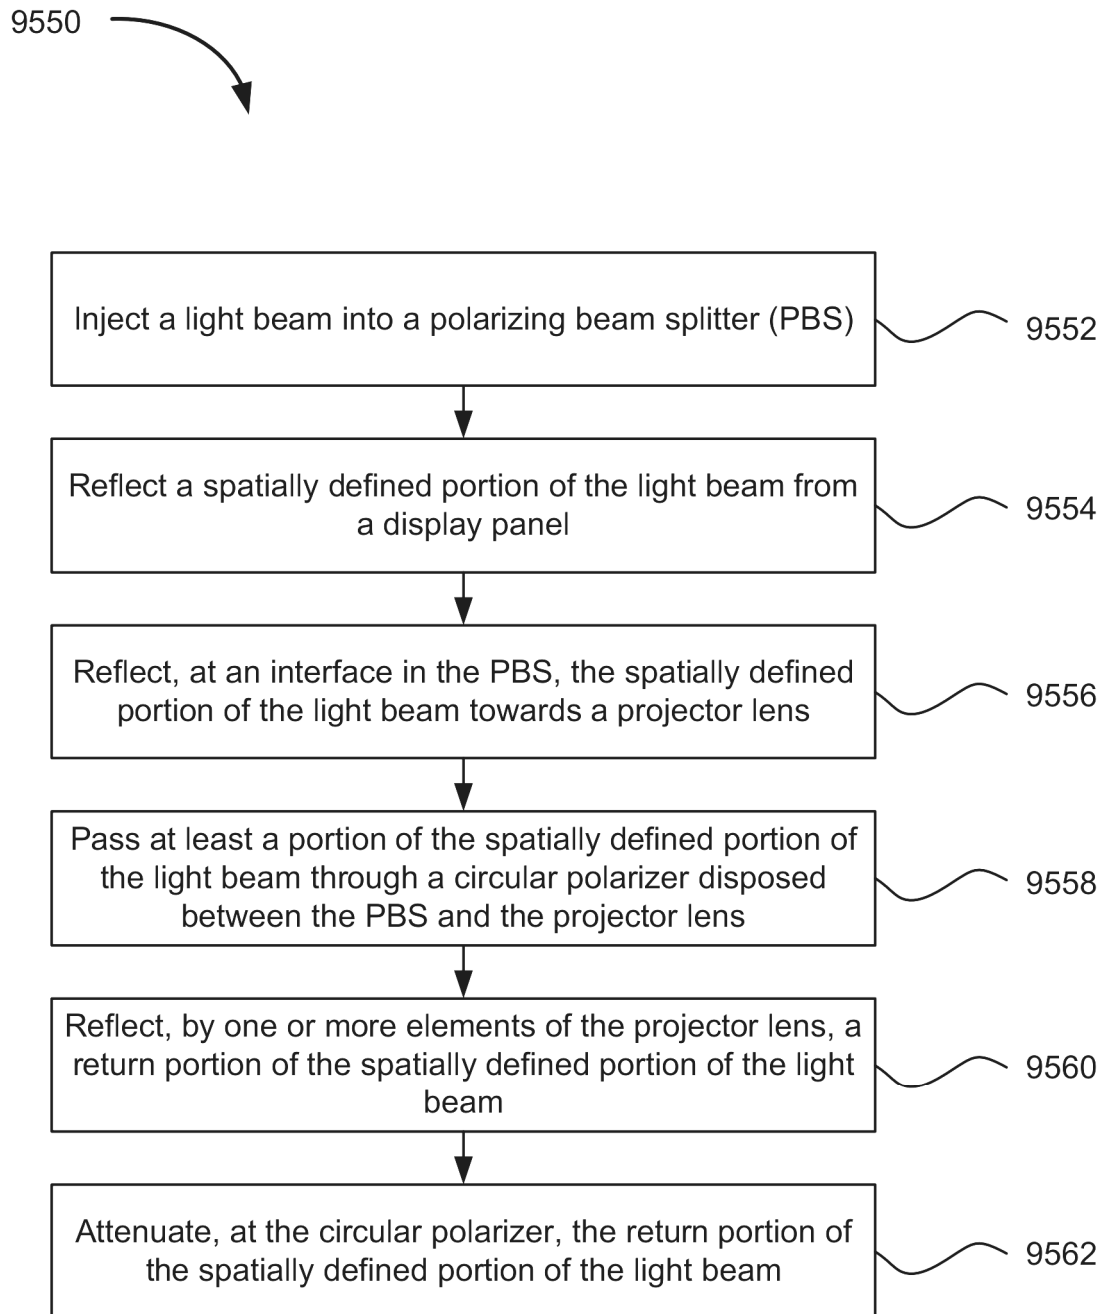 9550
Inject a light beam into a polarizing beam splitter (PBS)
9552
Reflect a spatially defined portion of the light beam from
a display panel
9554
Reflect, at an interface in the PBS, the spatially defined
portion of the light beam towards a projector lens
9556
Pass at least a portion of the spatially defined portion of
the light beam through a circular polarizer disposed
between the PBS and the projector lens
9558
Reflect, by one or more elements of the projector lens, a
return portion of the spatially defined portion of the light
beam
9560
Attenuate, at the circular polarizer, the return portion of
the spatially defined portion of the light beam
9562